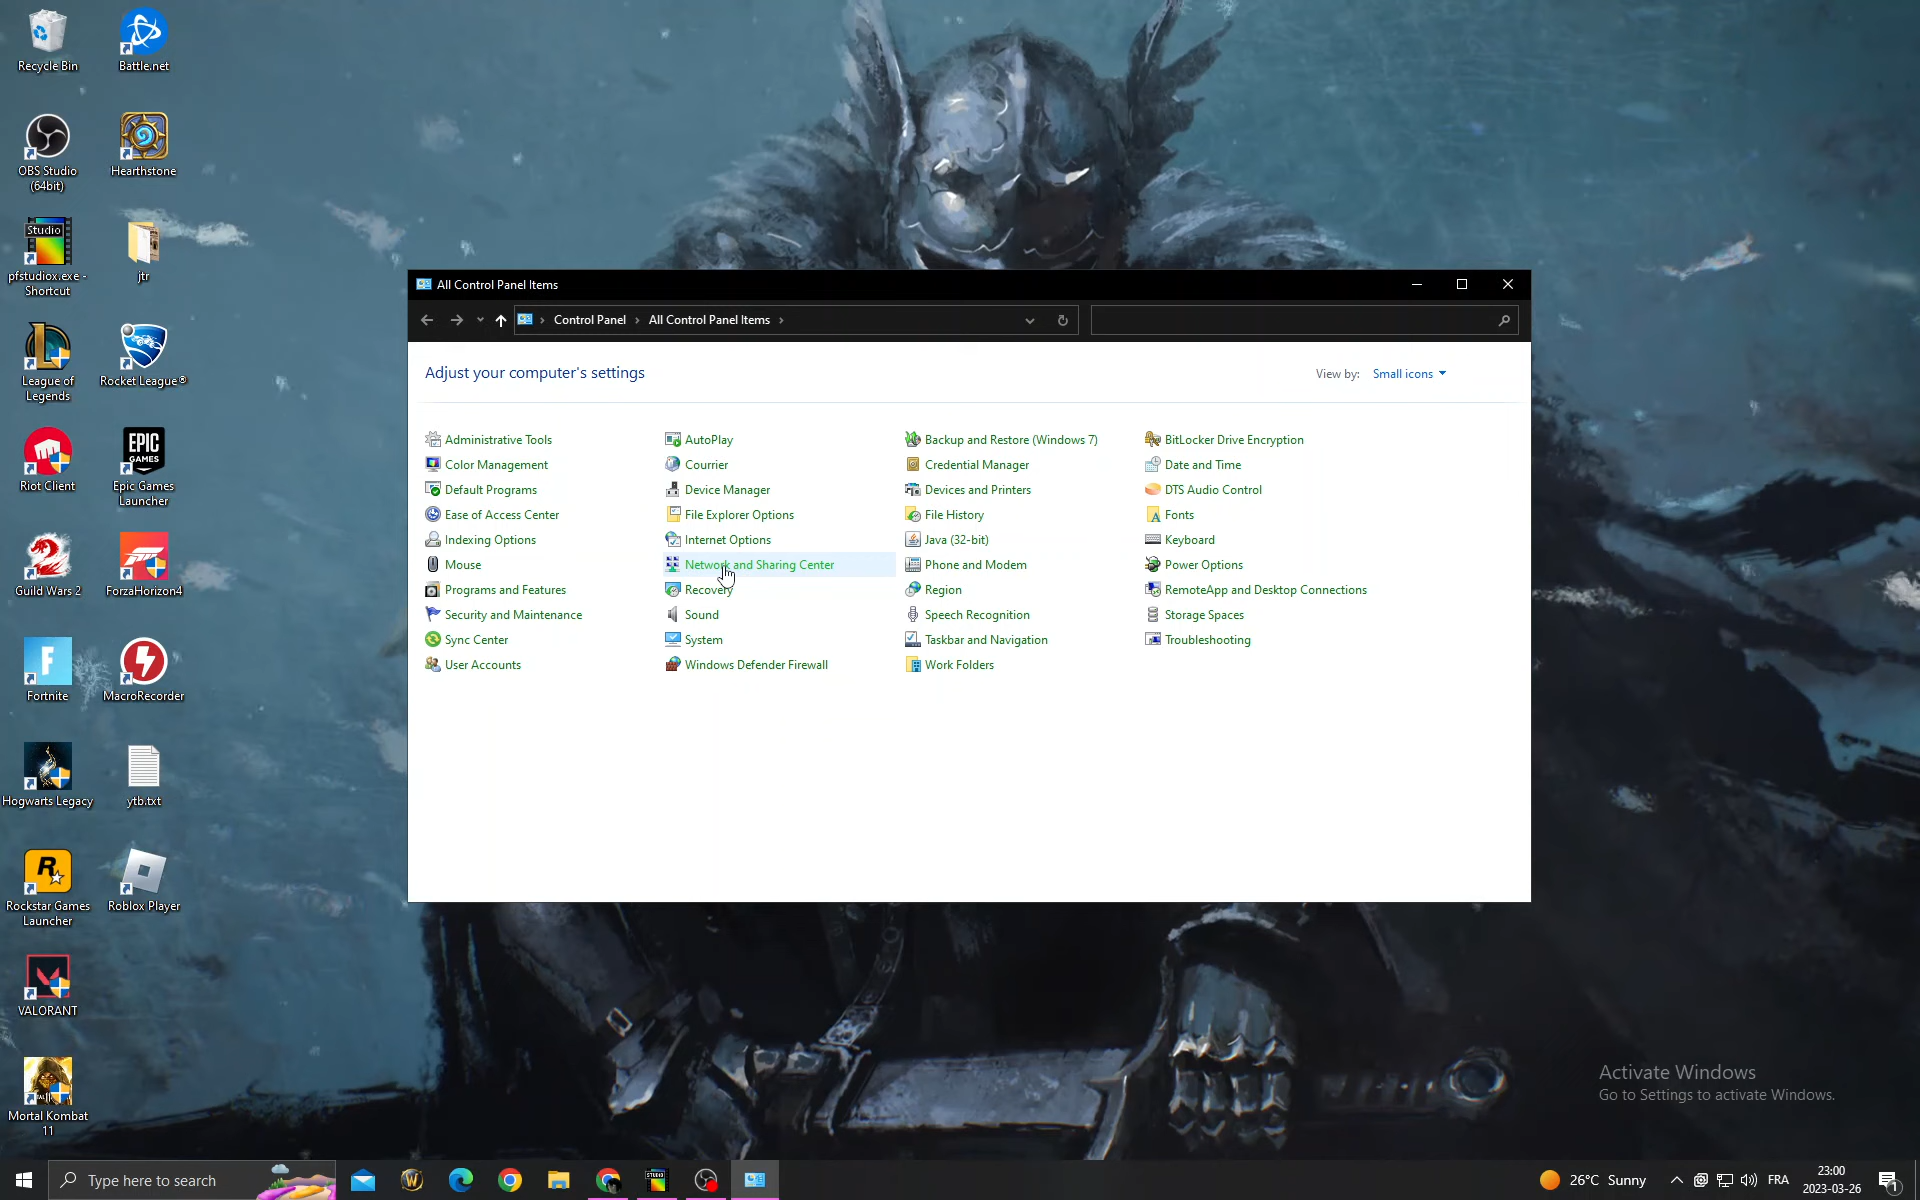 Recycle Bin
Battle.net
OBS Studio
(64bit)
Hearthstone
Studio
pfstudiox.exe -
Shortcut
jtr
League of
Legends
Rocket League®
Riot Client
EPIC
GAMES
Epic Games
Launcher
Guild Wars 2
ForzaHorizon4
Fortnite
MacroRecorder
Hogwarts Legacy
ytb.txt
Rockstar Games
Launcher
Roblox Player
VALORANT
Mortal Kombat
11
All Control Panel Items
Control Panel > All Control Panel Items >
Adjust your computer's settings
View by: Small icons
Administrative Tools
AutoPlay
Backup and Restore (Windows 7)
BitLocker Drive Encryption
Color Management
Courrier
Credential Manager
Date and Time
Default Programs
Device Manager
Devices and Printers
DTS Audio Control
Ease of Access Center
File Explorer Options
File History
Fonts
Indexing Options
Internet Options
Java (32-bit)
Keyboard
Mouse
Network and Sharing Center
Phone and Modem
Power Options
Programs and Features
Recovery
Region
RemoteApp and Desktop Connections
Security and Maintenance
Sound
Speech Recognition
Storage Spaces
Sync Center
System
Taskbar and Navigation
Troubleshooting
User Accounts
Windows Defender Firewall
Work Folders
Activate Windows
Go to Settings to activate Windows.
Type here to search
STUDIO
26°C Sunny
FRA
23:00
2023-03-26
1